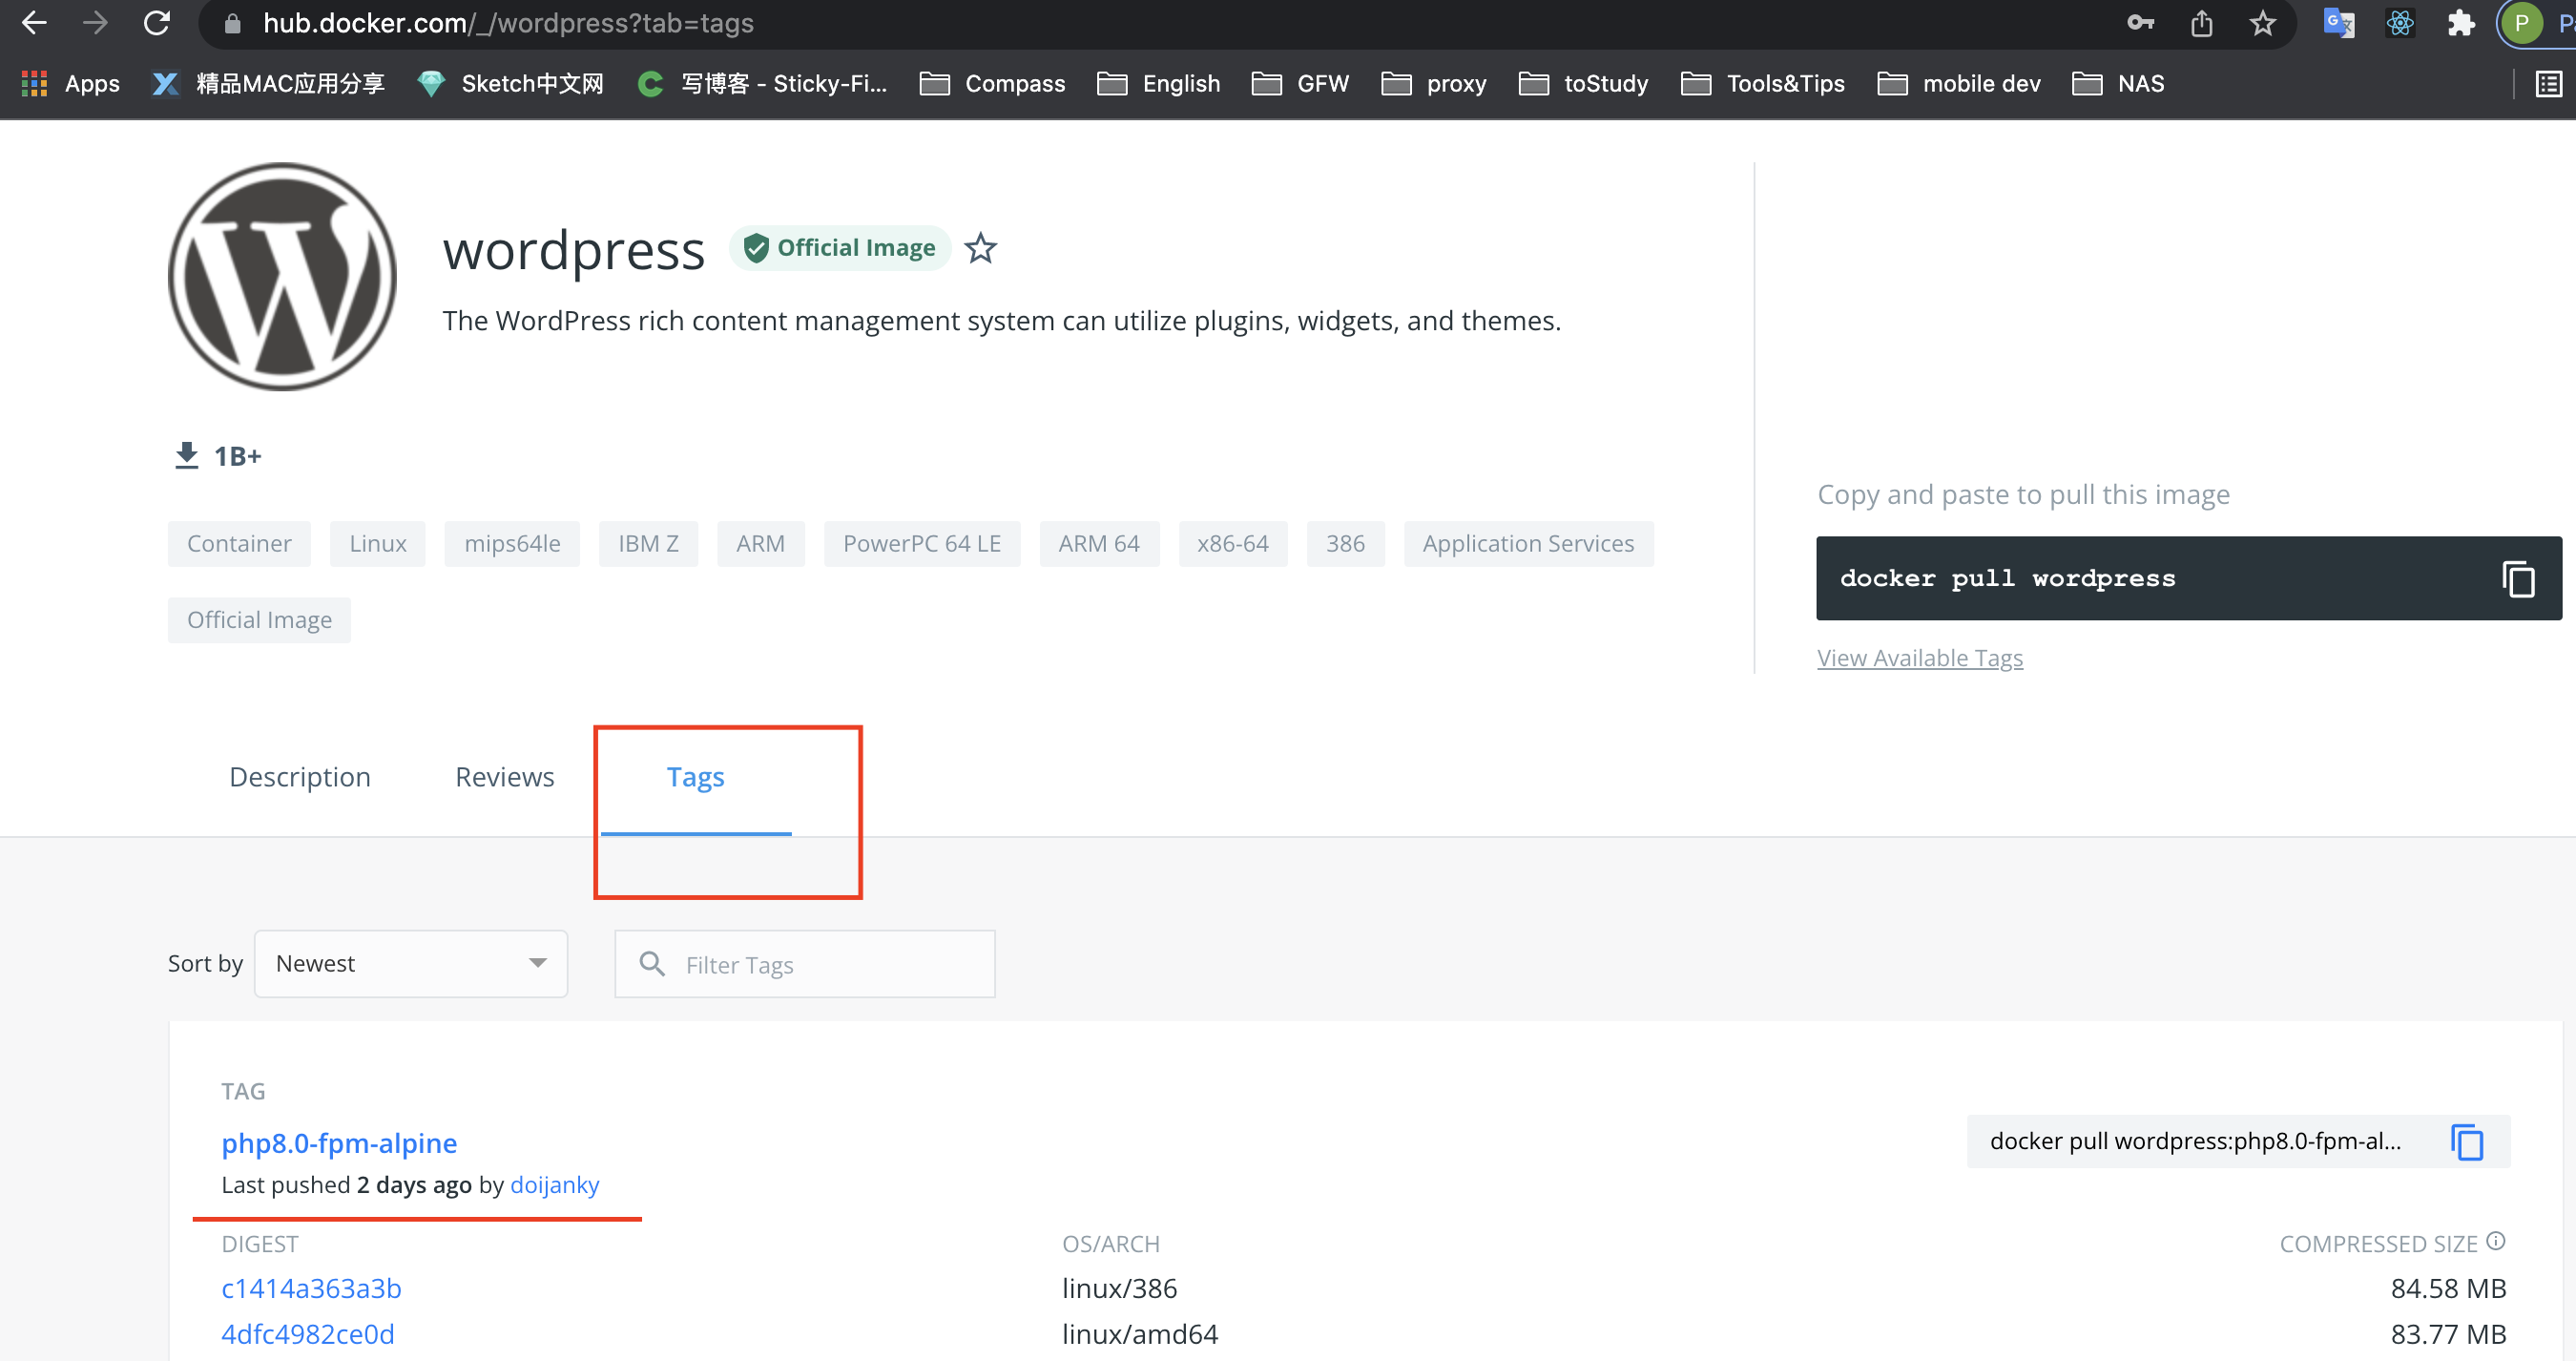 hub.docker.com/_/wordpress?tab=tags
P
Apps 精品MAC应用分享 Sketch中文网 写博客 - Sticky-Fi... Compass English GFW proxy toStudy Tools&Tips mobile dev NAS
wordpress Official Image
The WordPress rich content management system can utilize plugins, widgets, and themes.
1B+
Copy and paste to pull this image
Container Linux mips64le IBM Z ARM PowerPC 64 LE ARM 64 x86-64 386 Application Services
docker pull wordpress
Official Image
View Available Tags
Description Reviews Tags
Sort by Newest Filter Tags
TAG
php8.0-fpm-alpine
docker pull wordpress:php8.0-fpm-al...
Last pushed 2 days ago by doijanky
DIGEST OS/ARCH COMPRESSED SIZE
c1414a363a3b linux/386 84.58 MB
4dfc4982ce0d linux/amd64 83.77 MB